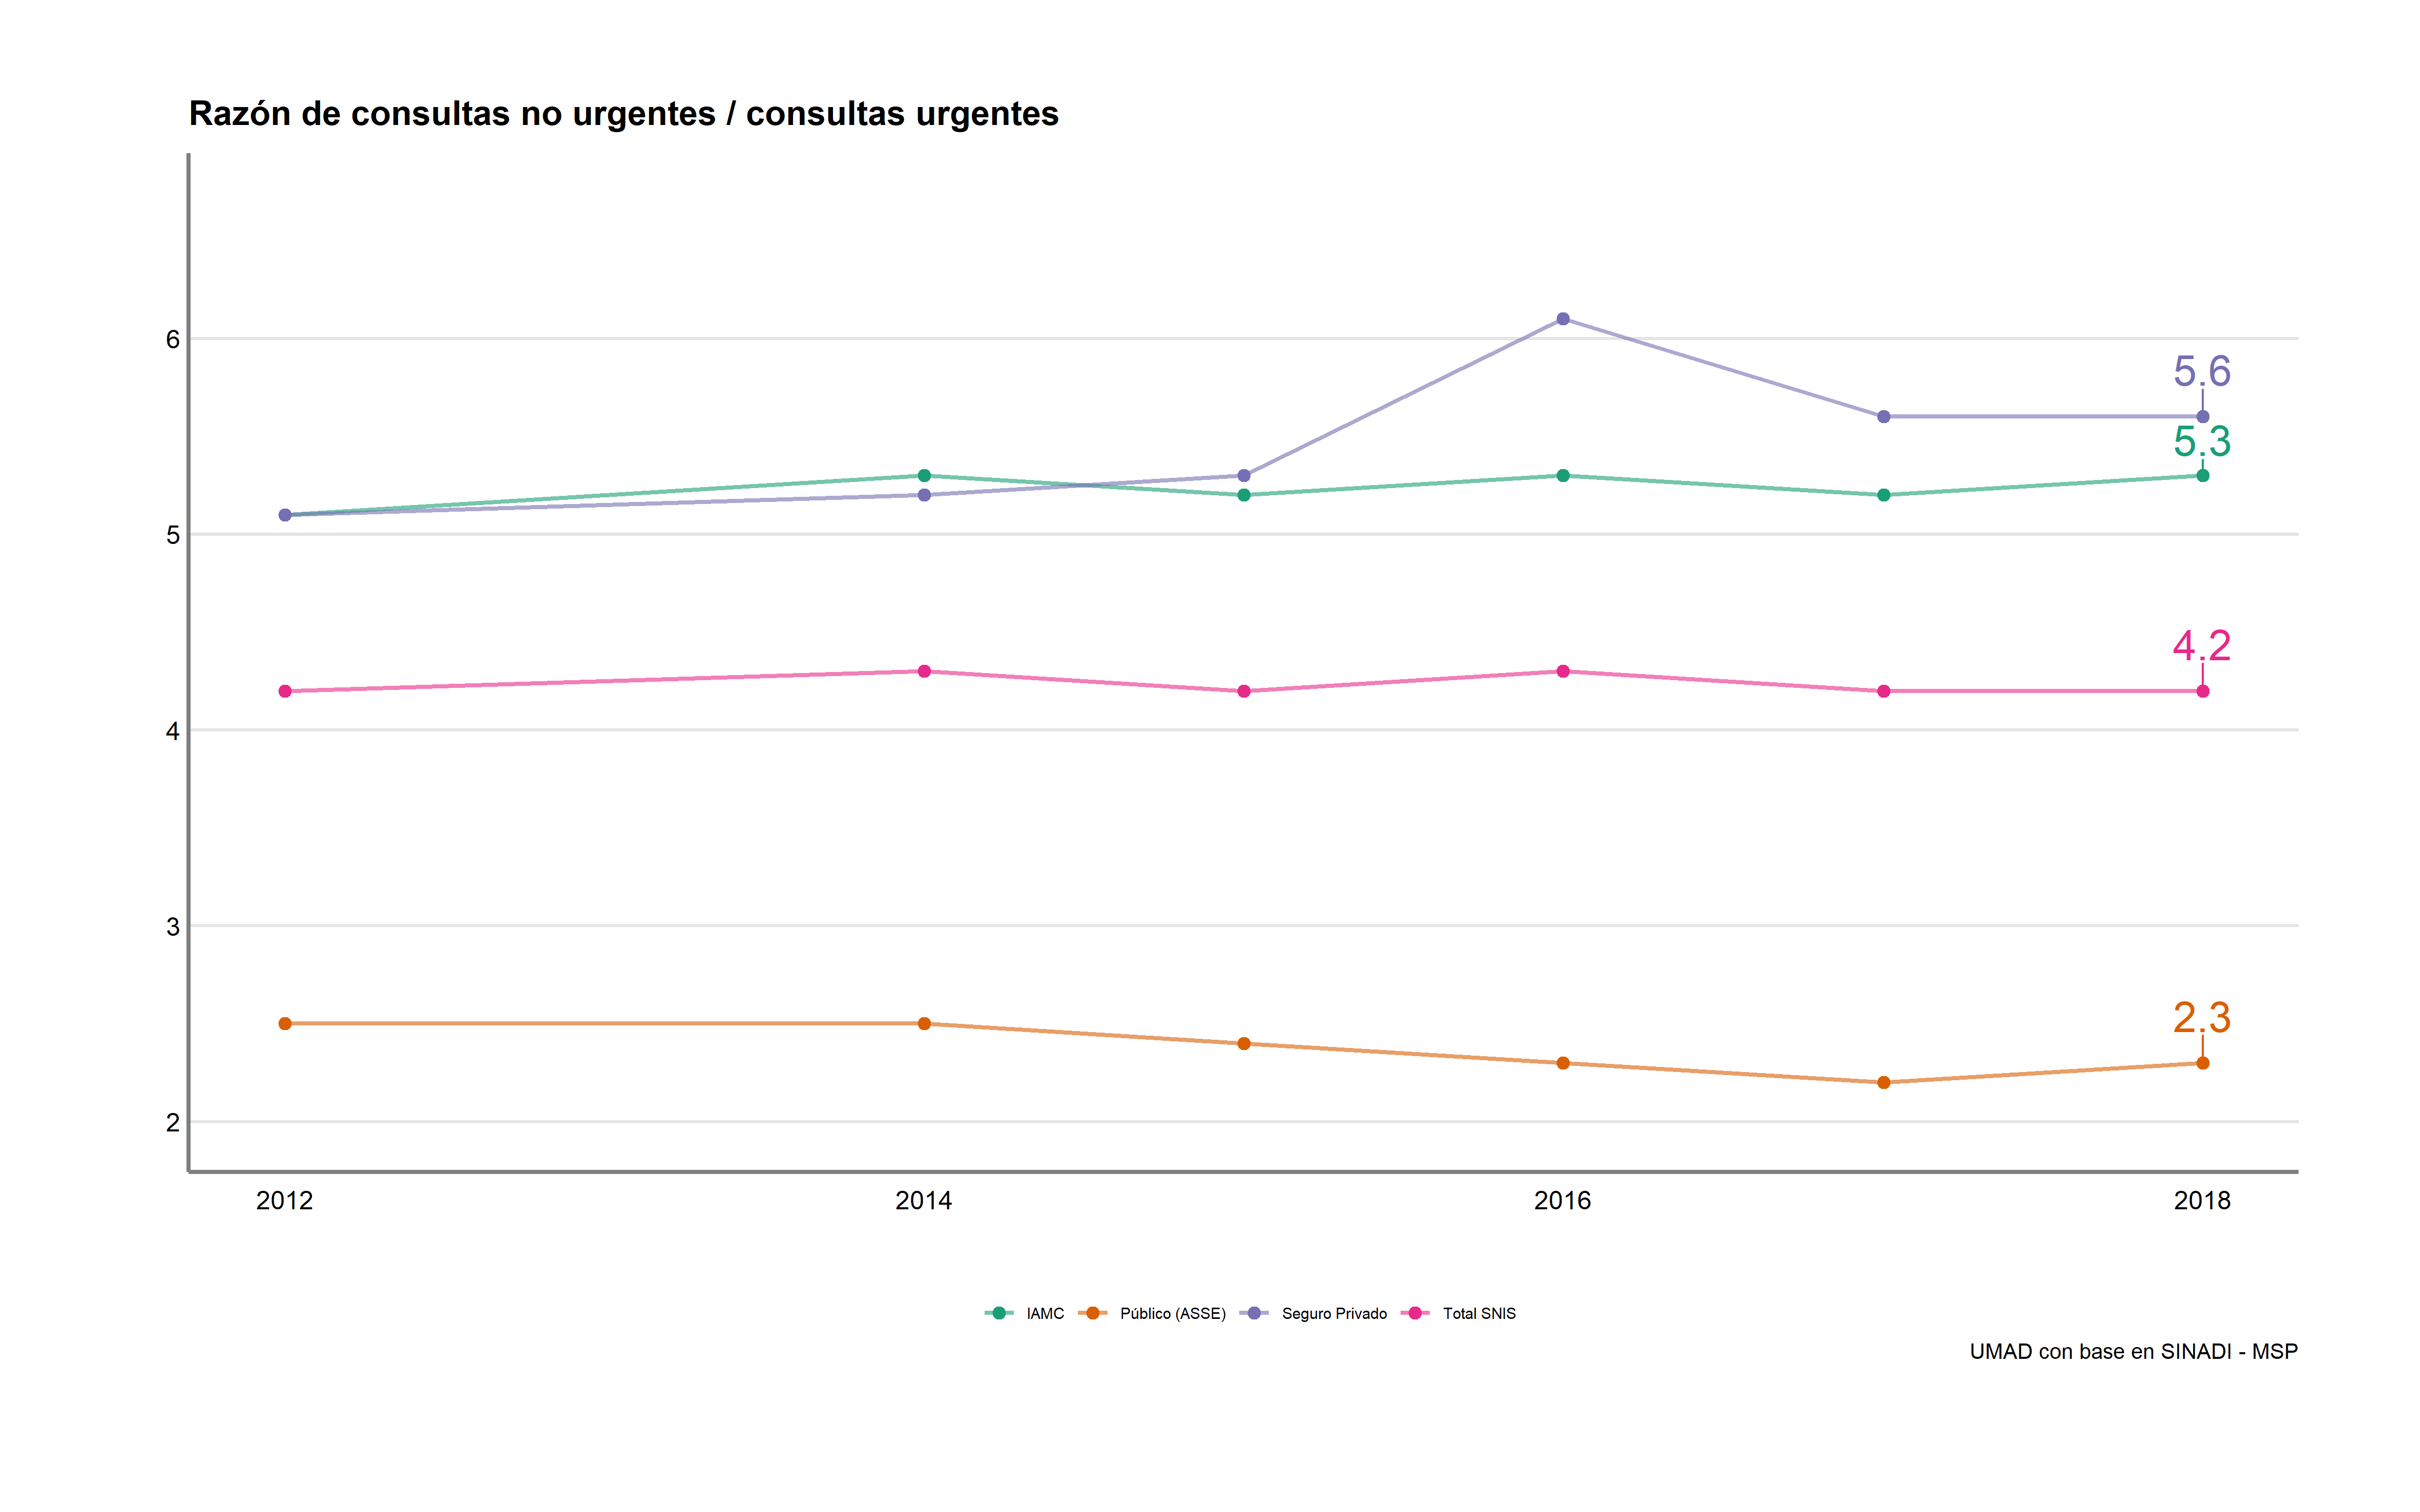 Razón de consultas no urgentes / consultas urgentes
6
5.6
5.3
5
4.2
4
3
2.3
2
2012 2014 2016 2018
IAMC Público (ASSE) Seguro Privado Total SNIS
UMAD con base en SINADI - MSP